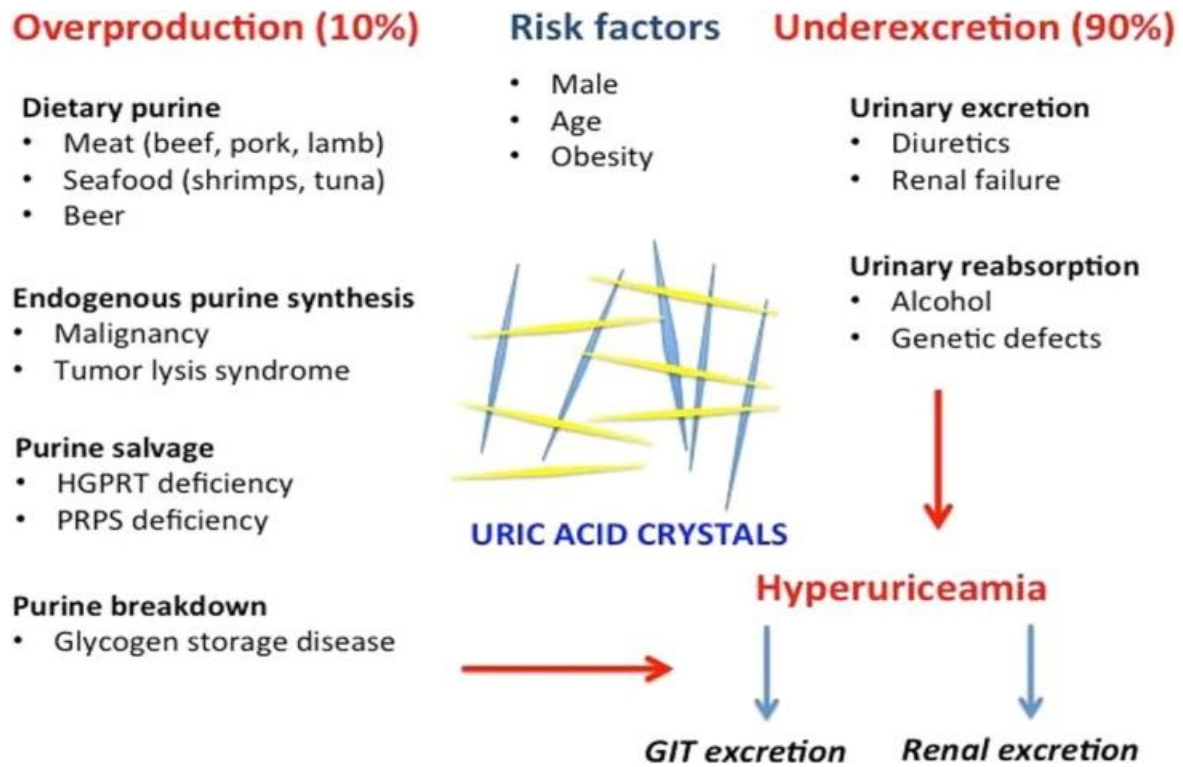 Overproduction (10%)
Dietary purine
• Meat (beef, pork, lamb)
• Seafood (shrimps, tuna)
• Beer
Endogenous purine synthesis
• Malignancy
• Tumor lysis syndrome
Purine salvage
• HGPRT deficiency
• PRPS deficiency
Purine breakdown
• Glycogen storage disease
Risk factors
• Male
• Age
• Obesity
URIC ACID CRYSTALS
Underexcretion (90%)
Urinary excretion
• Diuretics
• Renal failure
Urinary reabsorption
• Alcohol
• Genetic defects
Hyperuriceamia
GIT excretion
Renal excretion